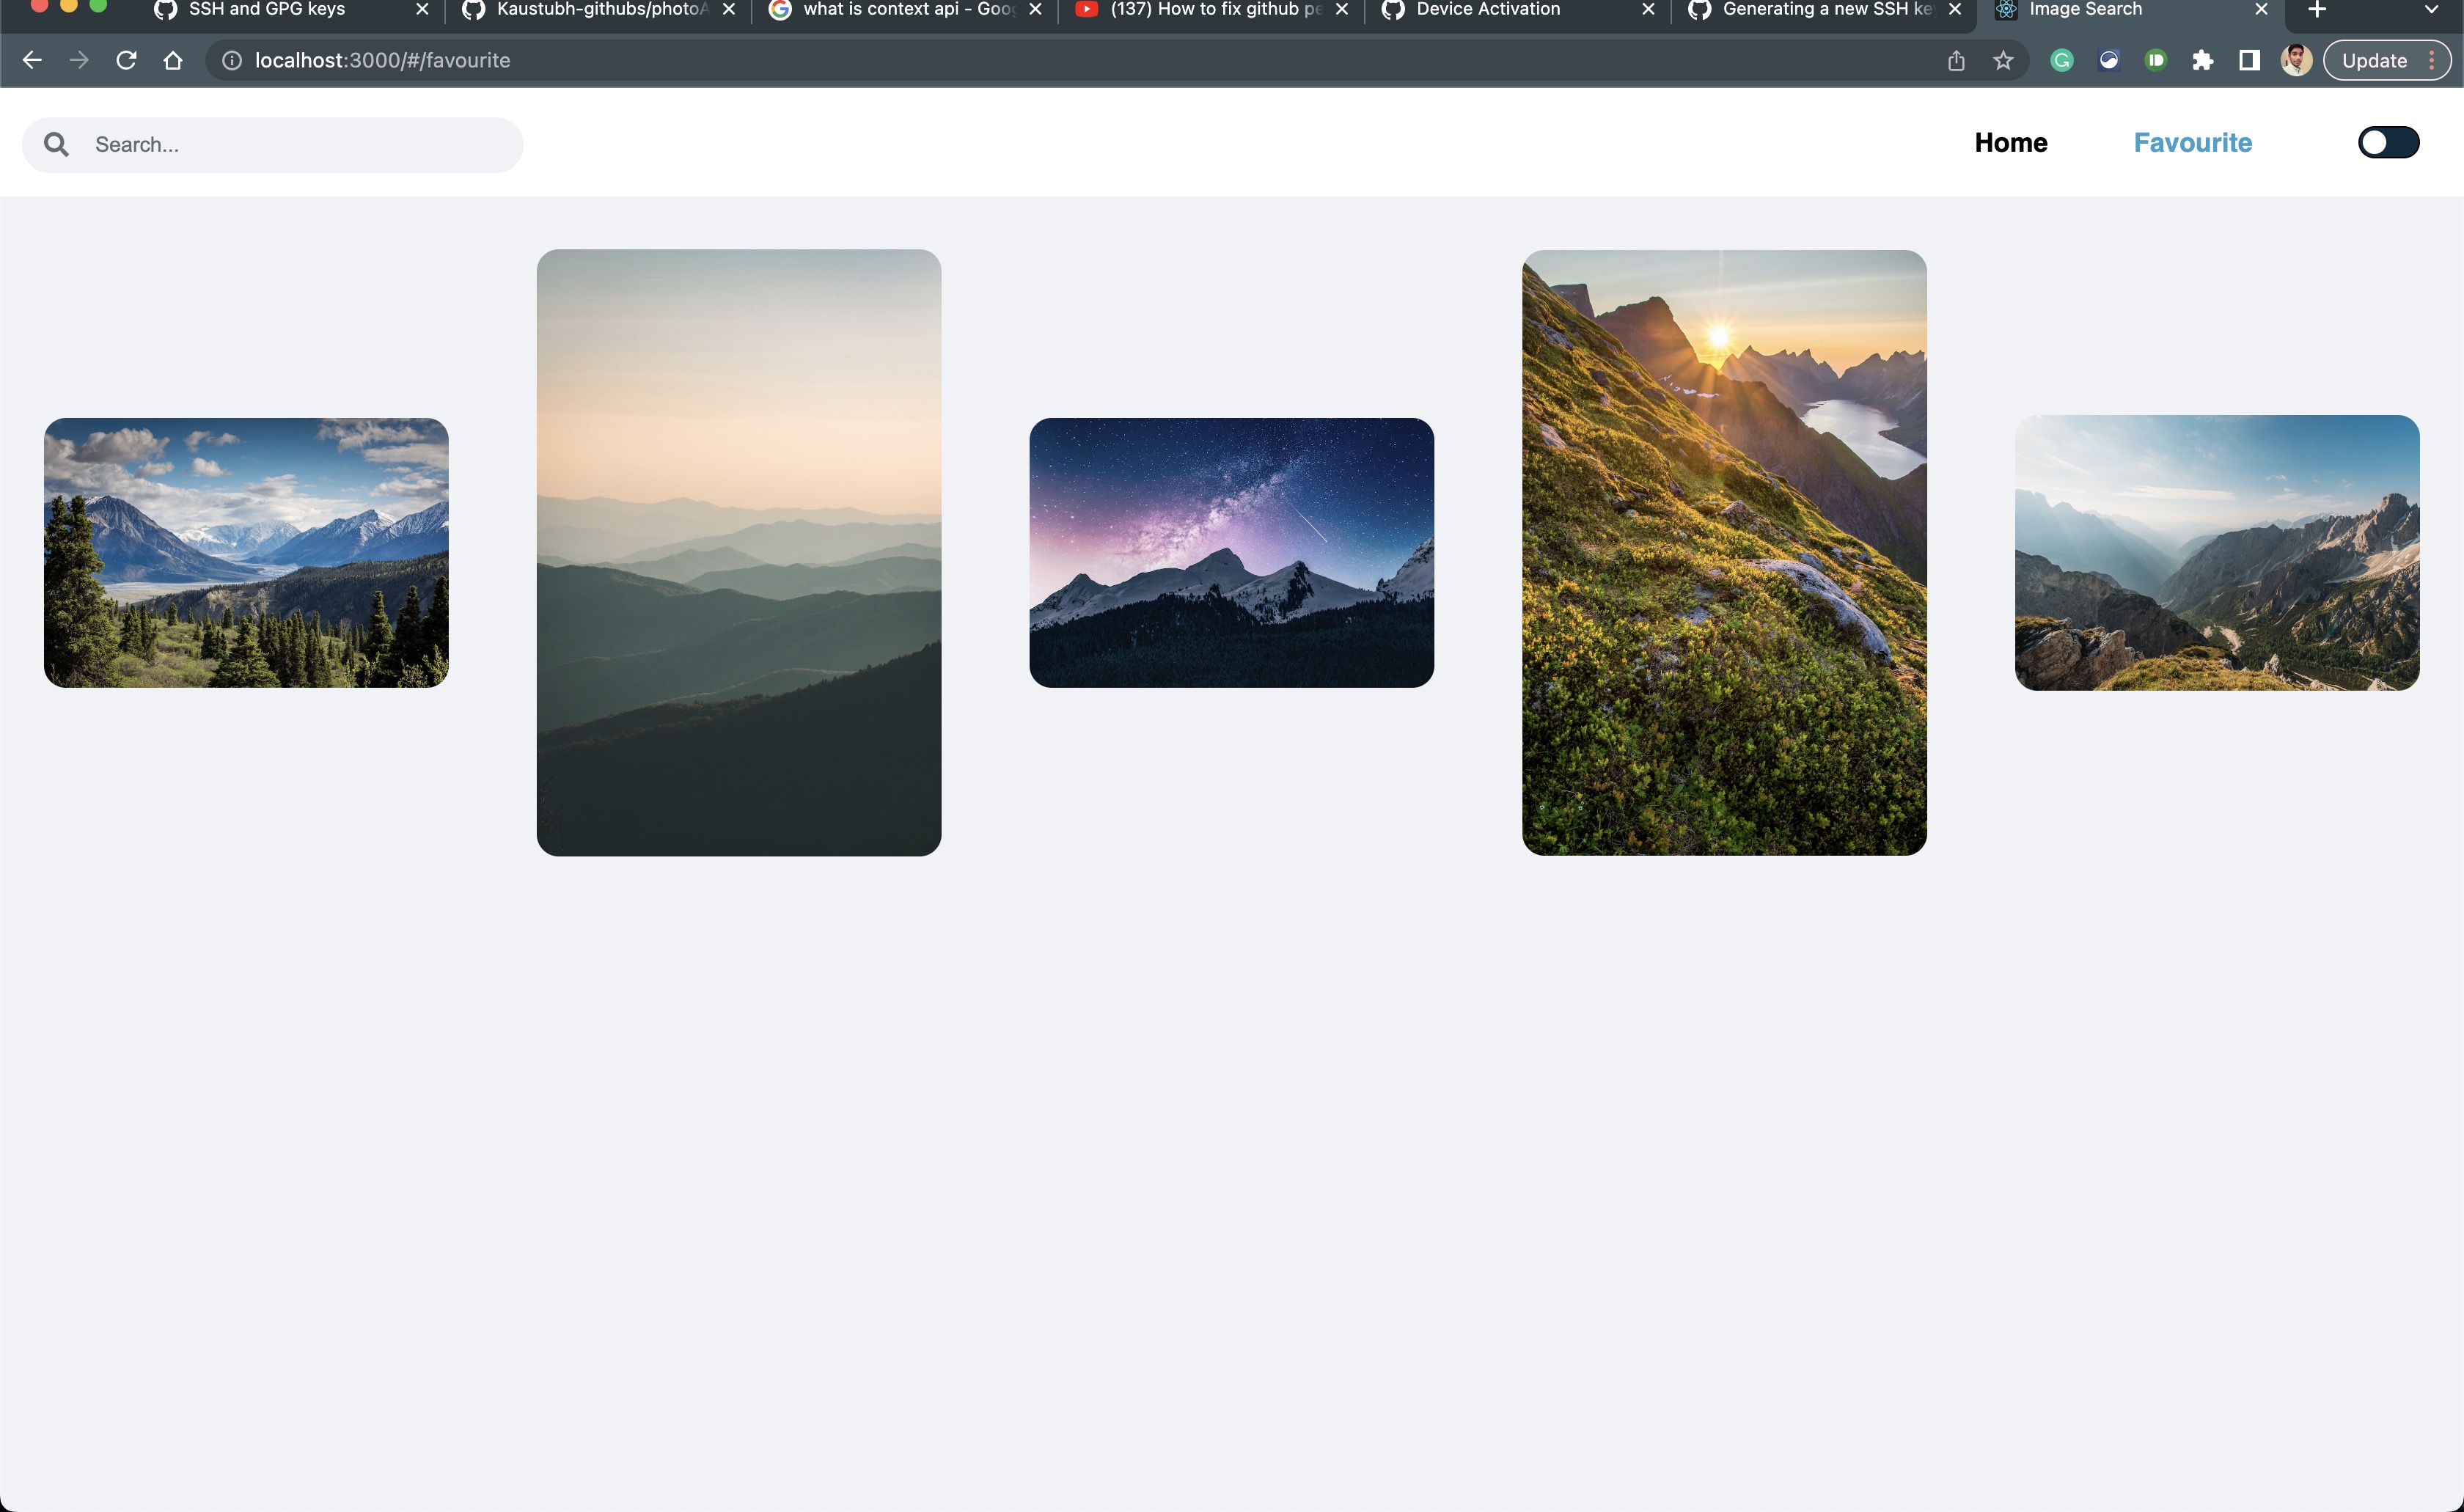 SSH and GPG keys
Kaustubh-githubs/photoA
what is context api - Goog
(137) How to fix github pe
Device Activation
Generating a new SSH ke
Image Search
localhost:3000/#/favourite
Update
Search...
Home
Favourite